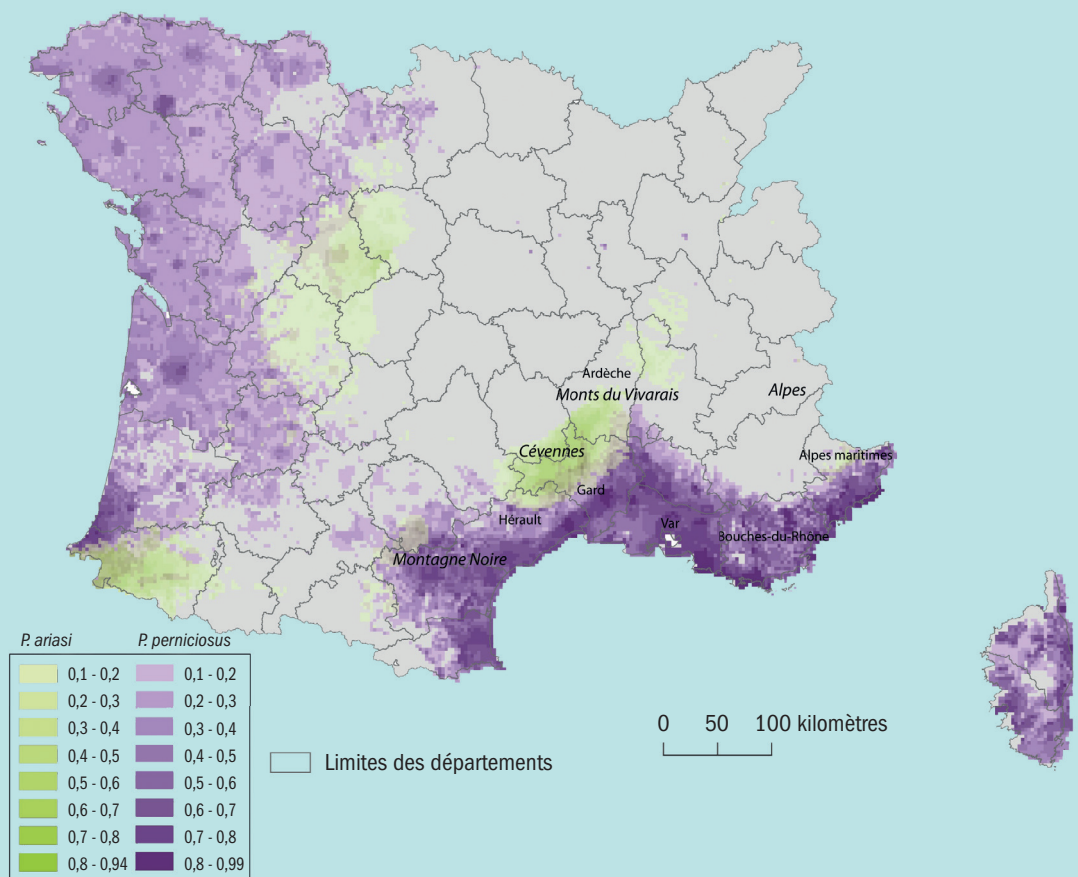 Ardèche
Monts du Vivarais
Alpes
Cévennes
Alpes maritimes
Gard
Hérault
Var
Bouches-du-Rhône
Montagne Noire
P. ariasi P. perniciosus
0,1 - 0,2 0,1 - 0,2
0,2 - 0,3 0,2 - 0,3
0,3 - 0,4 0,3 - 0,4
0,4 - 0,5 0,4 - 0,5
0,5 - 0,6 0,5 - 0,6
0,6 - 0,7 0,6 - 0,7
0,7 - 0,8 0,7 - 0,8
0,8 - 0,94 0,8 - 0,99
Limites des départements
0 50 100 kilomètres